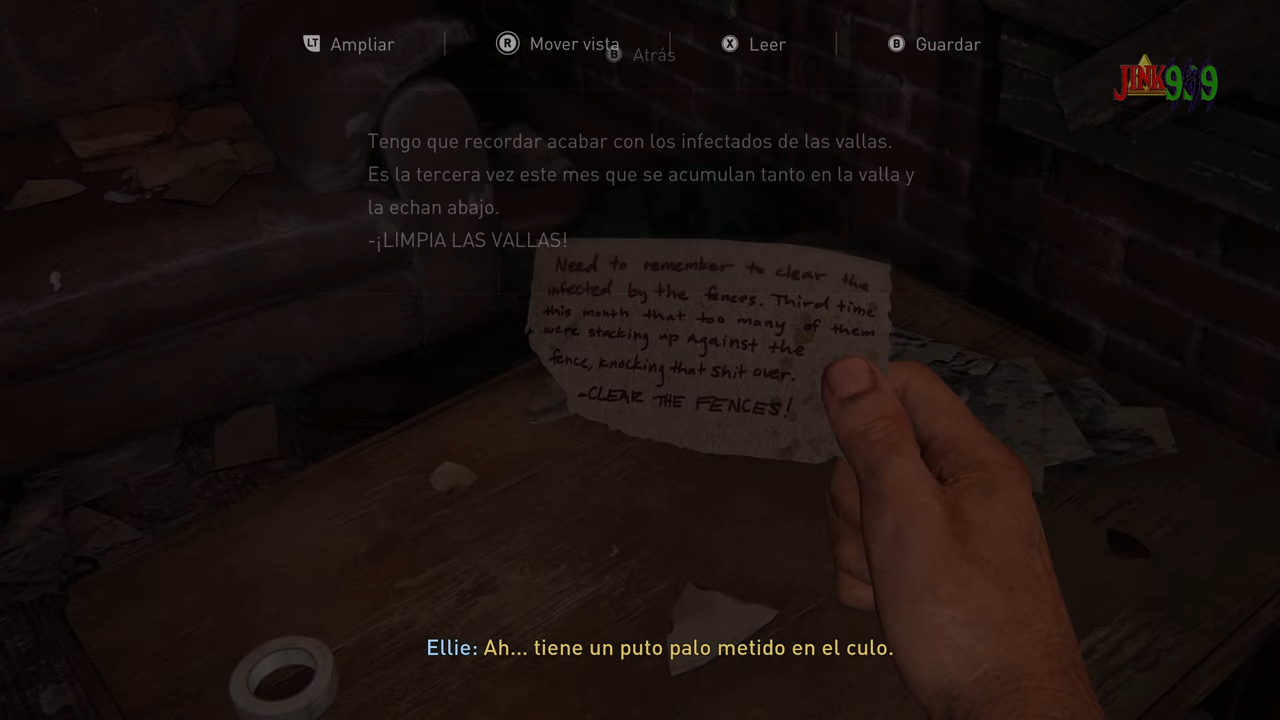 LT Ampliar
R Mover vista
X Leer
B Guardar
B Atrás
JINK999
Tengo que recordar acabar con los infectados de las vallas.
Es la tercera vez este mes que se acumulan tanto en la valla y
la echan abajo.
-¡LIMPIA LAS VALLAS!
Need to remember to clear the
infected by the fences. Third time
this month that too many of them
were stacking up against the
fence, knocking that shit over.
-CLEAR THE FENCES!
Ellie: Ah... tiene un puto palo metido en el culo.